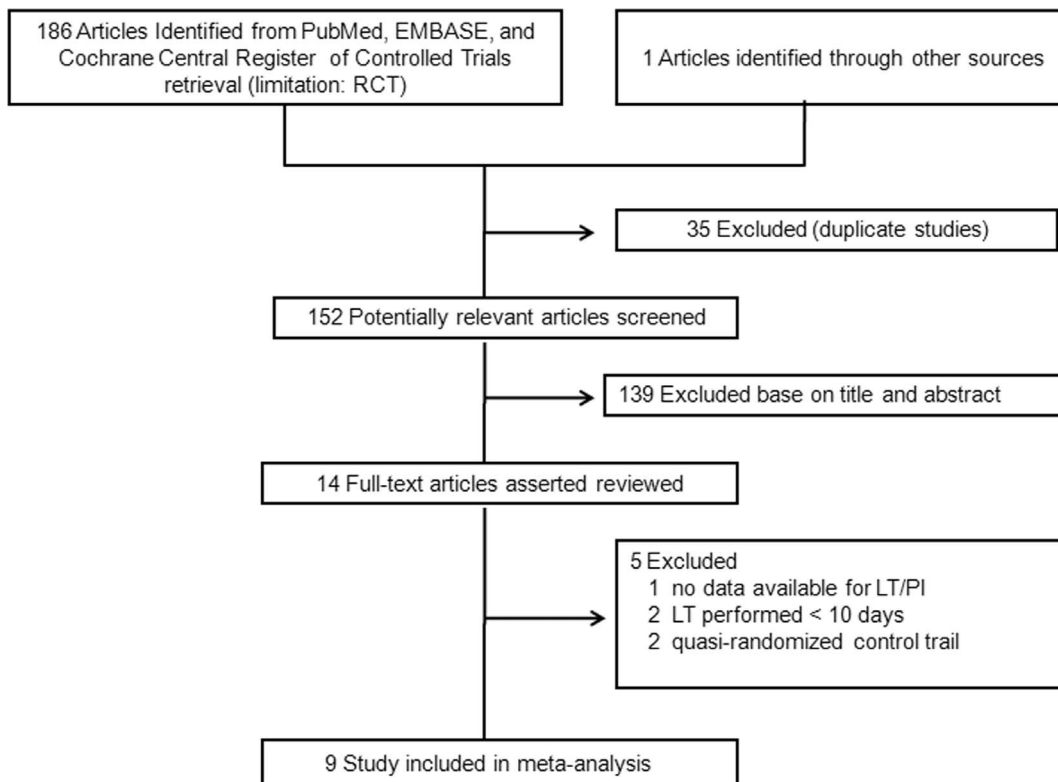 186 Articles Identified from PubMed, EMBASE, and
Cochrane Central Register of Controlled Trials
retrieval (limitation: RCT)
1 Articles identified through other sources
35 Excluded (duplicate studies)
152 Potentially relevant articles screened
139 Excluded base on title and abstract
14 Full-text articles asserted reviewed
5 Excluded
1 no data available for LT/PI
2 LT performed < 10 days
2 quasi-randomized control trail
9 Study included in meta-analysis